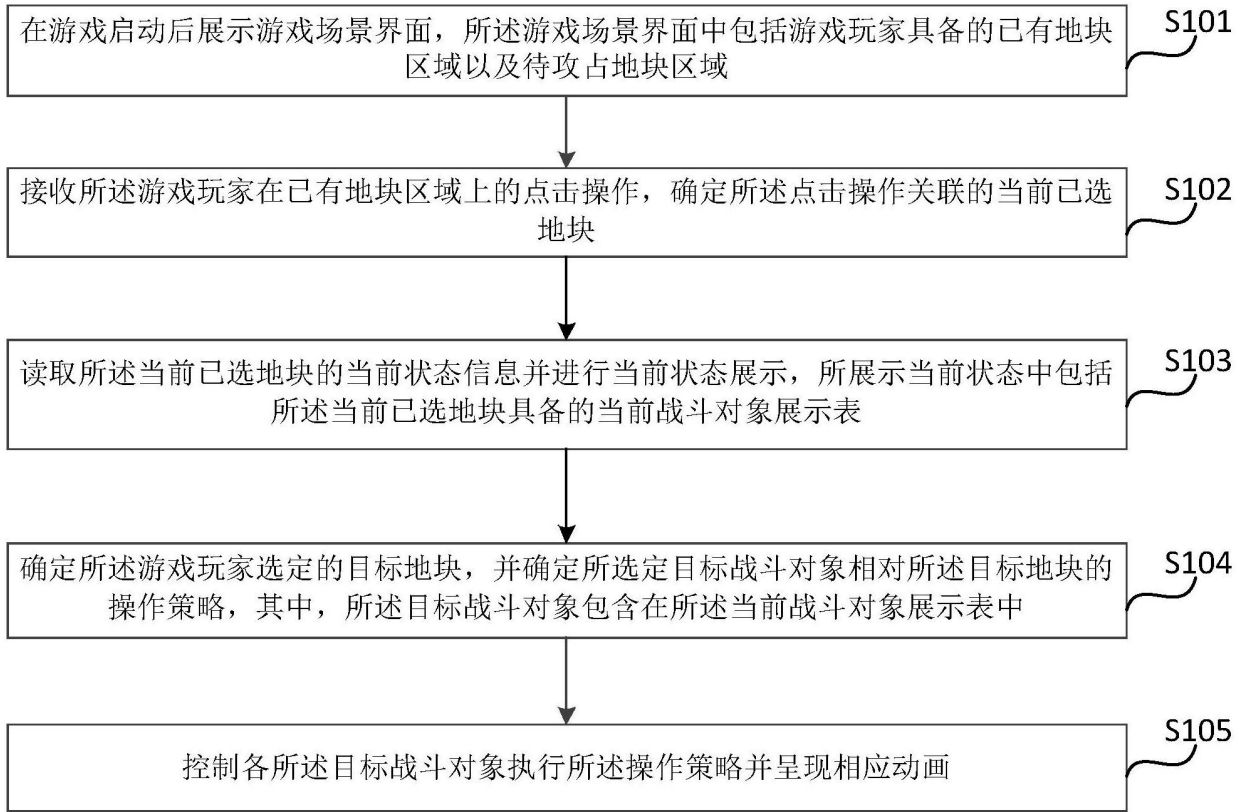 在游戏启动后展示游戏场景界面，所述游戏场景界面中包括游戏玩家具备的已有地块
区域以及待攻占地块区域
S101
接收所述游戏玩家在已有地块区域上的点击操作，确定所述点击操作关联的当前已选
地块
S102
读取所述当前已选地块的当前状态信息并进行当前状态展示，所展示当前状态中包括
所述当前已选地块具备的当前战斗对象展示表
S103
确定所述游戏玩家选定的目标地块，并确定所选定目标战斗对象相对所述目标地块的
操作策略，其中，所述目标战斗对象包含在所述当前战斗对象展示表中
S104
控制各所述目标战斗对象执行所述操作策略并呈现相应动画
S105